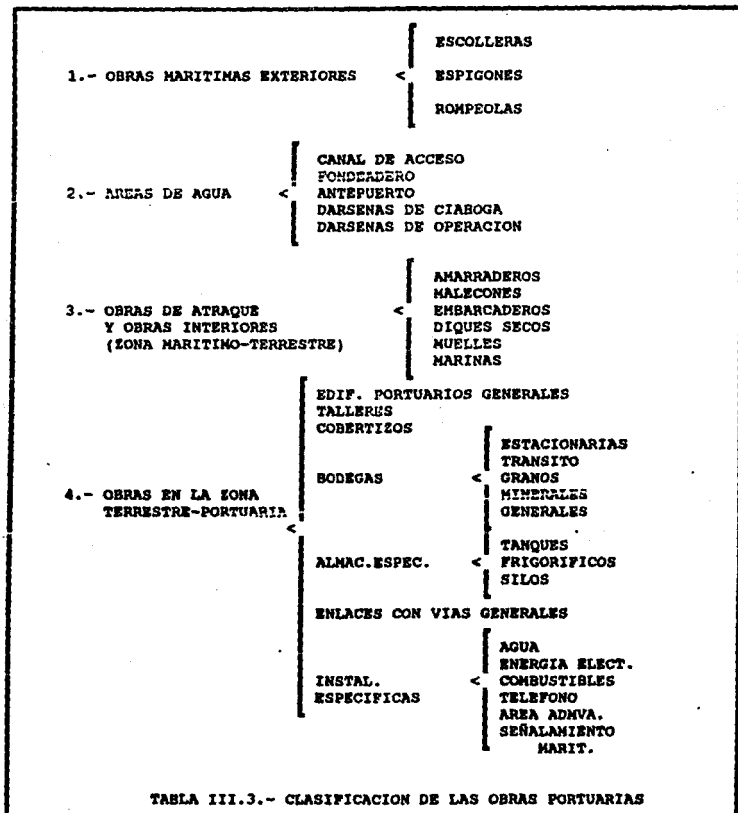 ESCOLLERAS
1.- OBRAS MARITIMAS EXTERIORES < ESPIGONES
ROMPEOLAS
CANAL DE ACCESO
FONDEADERO
2.- AREAS DE AGUA < ANTEPUERTO
DARSENAS DE CIABOGA
DARSENAS DE OPERACION
AMARRADEROS
MALECONES
3.- OBRAS DE ATRAQUE < EMBARCADEROS
Y OBRAS INTERIORES DIQUES SECOS
(ZONA MARITIMO-TERRESTRE) MUELLES
MARINAS
EDIF. PORTUARIOS GENERALES
TALLERES
COBERTIZOS
ESTACIONARIAS
TRANSITO
BODEGAS < GRANOS
4.- OBRAS EN LA ZONA MINERALES
TERRESTRE-PORTUARIA GENERALES
<
TANQUES
ALMAC.ESPEC. < FRIGORIFICOS
SILOS
ENLACES CON VIAS GENERALES
AGUA
ENERGIA ELECT.
INSTAL. < COMBUSTIBLES
ESPECIFICAS TELEFONO
AREA ADMVA.
SEÑALAMIENTO
MARIT.
TABLA III.3.- CLASIFICACION DE LAS OBRAS PORTUARIAS